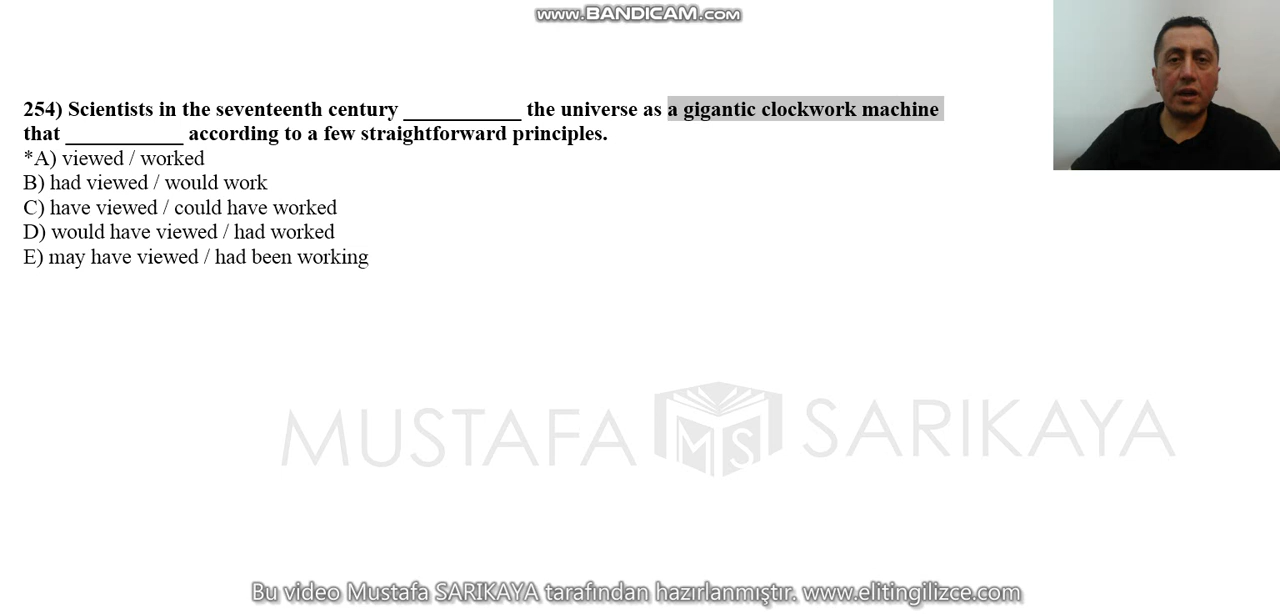 www.BANDICAM.com
254) Scientists in the seventeenth century ___________ the universe as a gigantic clockwork machine
that ___________ according to a few straightforward principles.
*A) viewed / worked
B) had viewed / would work
C) have viewed / could have worked
D) would have viewed / had worked
E) may have viewed / had been working
MUSTAFA MS SARIKAYA
Bu video Mustafa SARIKAYA tarafından hazırlanmıştır. www.elitingilizce.com